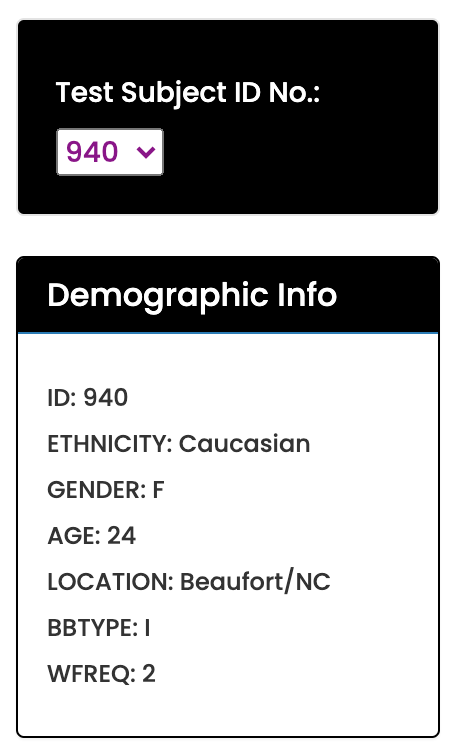 Test Subject ID No.:
940
Demographic Info
ID: 940
ETHNICITY: Caucasian
GENDER: F
AGE: 24
LOCATION: Beaufort/NC
BBTYPE: I
WFREQ: 2